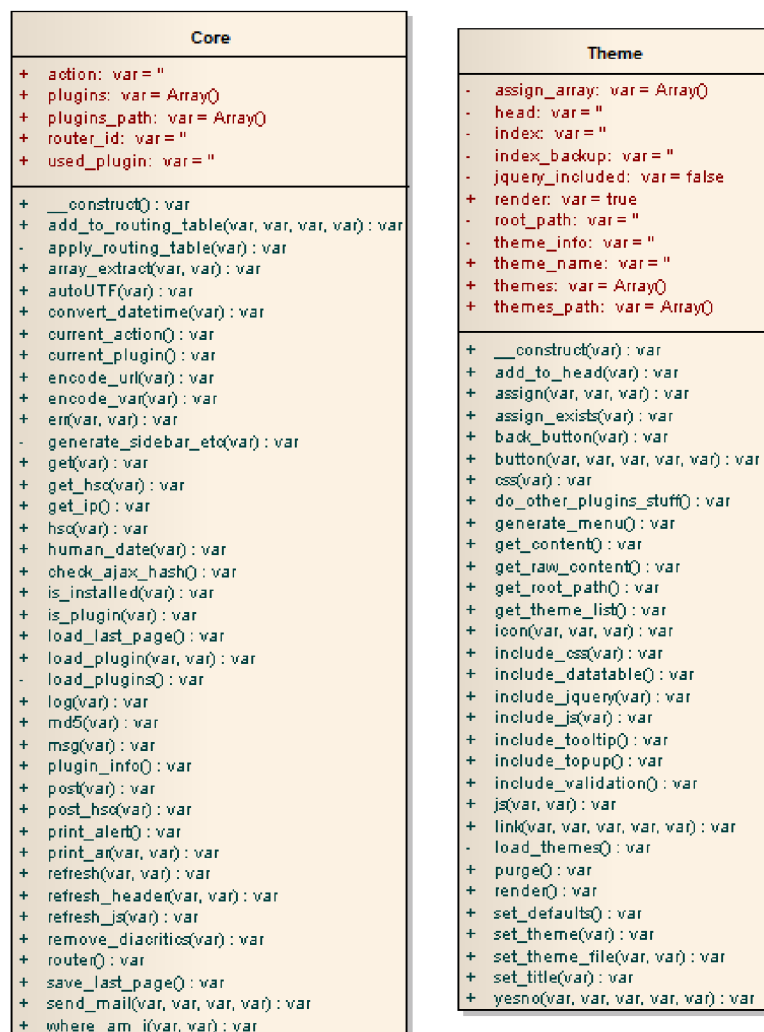 Core
+ action: var = ''
+ plugins: var = Array()
+ plugins_path: var = Array()
+ router_id: var = ''
+ used_plugin: var = ''
+ __construct() : var
+ add_to_routing_table(var, var, var, var) : var
- apply_routing_table(var) : var
+ array_extract(var, var) : var
+ autoUTF(var) : var
+ convert_datetime(var) : var
+ current_action() : var
+ current_plugin() : var
+ encode_url(var) : var
+ encode_var(var) : var
+ err(var, var) : var
- generate_sidebar_etc(var) : var
+ get(var) : var
+ get_hsc(var) : var
+ get_ip() : var
+ hsc(var) : var
+ human_date(var) : var
+ check_ajax_hash() : var
+ is_installed(var) : var
+ is_plugin(var) : var
+ load_last_page() : var
+ load_plugin(var, var) : var
- load_plugins() : var
+ log(var) : var
+ md5(var) : var
+ msg(var) : var
+ plugin_info() : var
+ post(var) : var
+ post_hsc(var) : var
+ print_alert() : var
+ print_ar(var, var) : var
+ refresh(var, var) : var
+ refresh_header(var, var) : var
+ refresh_js(var) : var
+ remove_diacritics(var) : var
+ router() : var
+ save_last_page() : var
+ send_mail(var, var, var, var) : var
+ where_am_i(var, var) : var
Theme
- assign_array: var = Array()
- head: var = ''
- index: var = ''
- index_backup: var = ''
- jquery_included: var = false
+ render: var = true
- root_path: var = ''
- theme_info: var = ''
+ theme_name: var = ''
+ themes: var = Array()
+ themes_path: var = Array()
+ __construct(var) : var
+ add_to_head(var) : var
+ assign(var, var, var) : var
+ assign_exists(var) : var
+ back_button(var) : var
+ button(var, var, var, var, var) : var
+ css(var) : var
+ do_other_plugins_stuff() : var
+ generate_menu() : var
+ get_content() : var
+ get_raw_content() : var
+ get_root_path() : var
+ get_theme_list() : var
+ icon(var, var, var) : var
+ include_css(var) : var
+ include_datatable() : var
+ include_jquery(var) : var
+ include_js(var) : var
+ include_tooltip() : var
+ include_topup() : var
+ include_validation() : var
+ js(var, var) : var
+ link(var, var, var, var, var) : var
- load_themes() : var
+ purge() : var
+ render() : var
+ set_defaults() : var
+ set_theme(var) : var
+ set_theme_file(var, var) : var
+ set_title(var) : var
+ yesno(var, var, var, var, var) : var